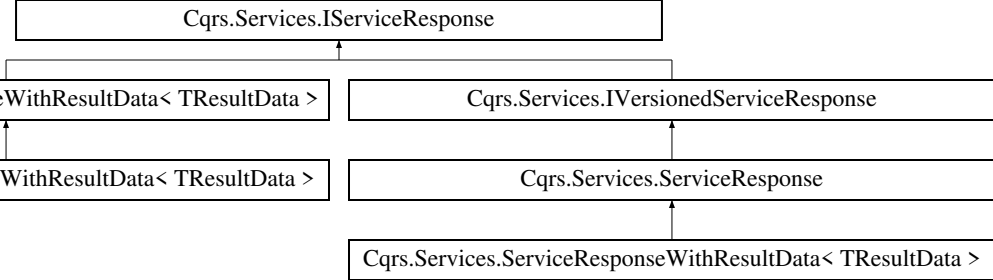 Cqrs.Services.IServiceResponse
eWithResultData< TResultData >
Cqrs.Services.IVersionedServiceResponse
WithResultData< TResultData >
Cqrs.Services.ServiceResponse
Cqrs.Services.ServiceResponseWithResultData< TResultData >